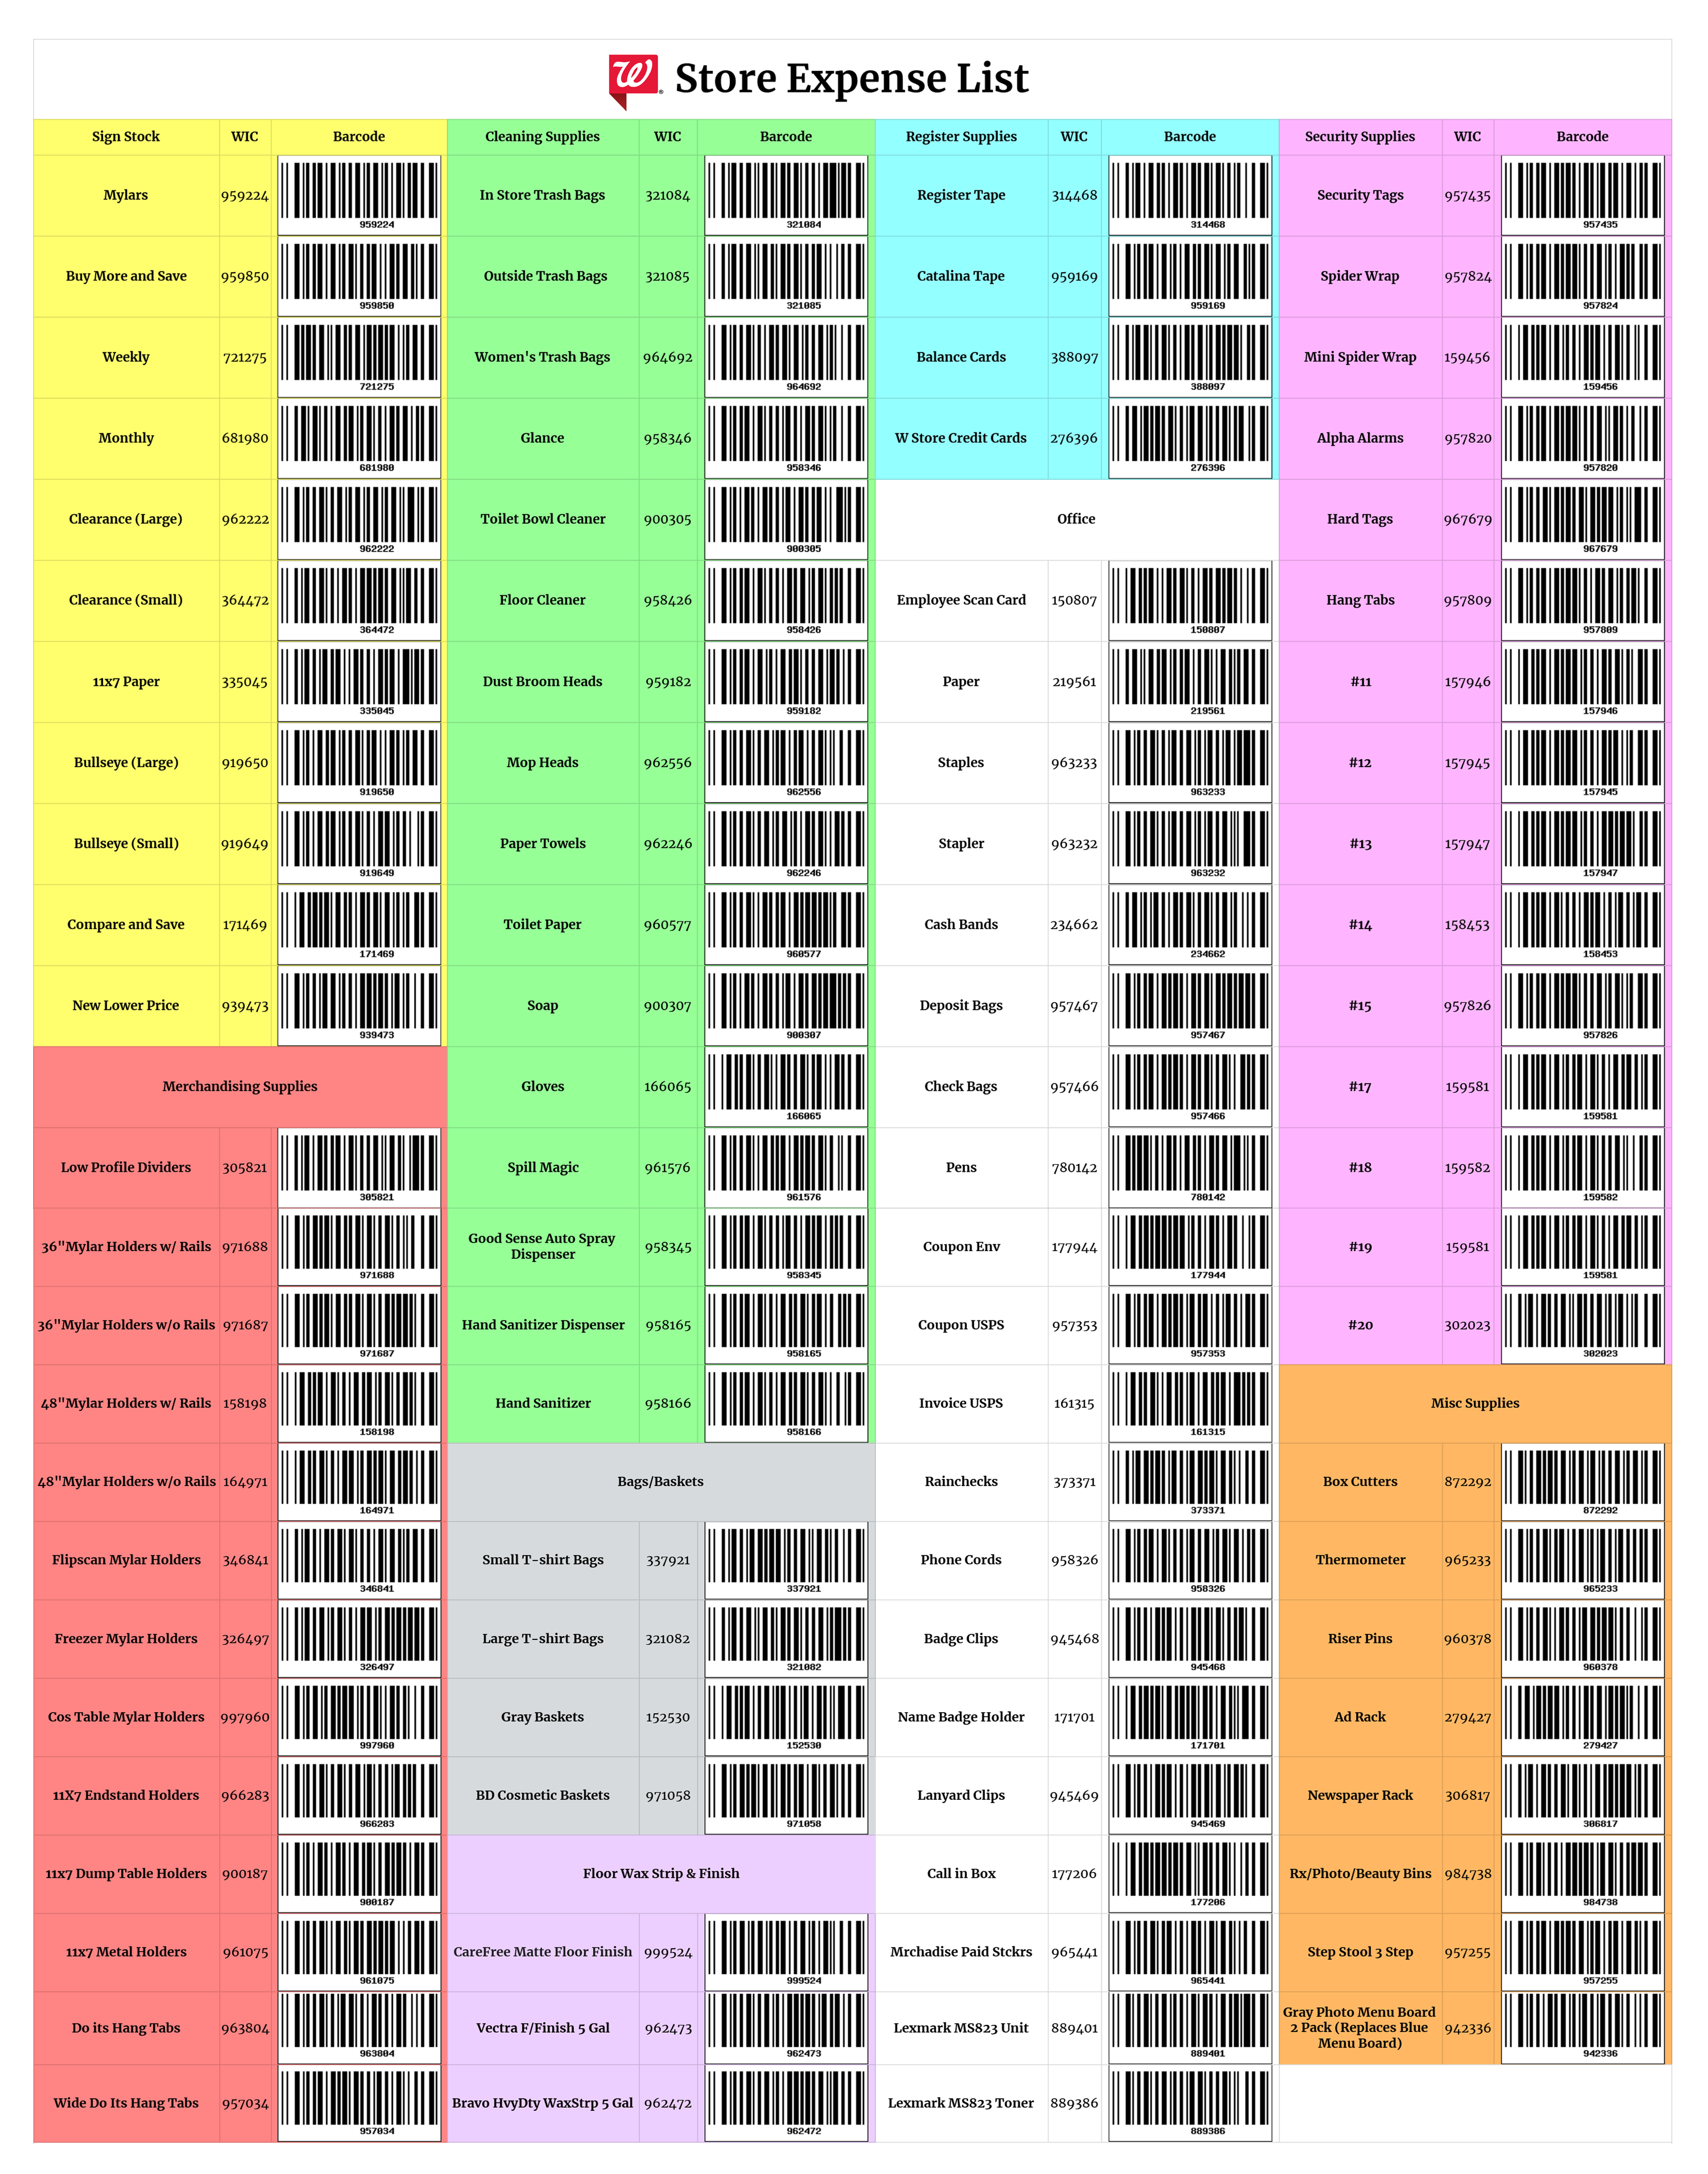 W Store Expense List
Sign Stock WIC Barcode Cleaning Supplies WIC Barcode Register Supplies WIC Barcode Security Supplies WIC Barcode
Mylars 959224 959224 In Store Trash Bags 321084 321084 Register Tape 314468 314468 Security Tags 957435 957435
Buy More and Save 959850 959850 Outside Trash Bags 321085 321085 Catalina Tape 959169 959169 Spider Wrap 957824 957824
Weekly 721275 721275 Women's Trash Bags 964692 964692 Balance Cards 388097 388097 Mini Spider Wrap 159456 159456
Monthly 681980 681980 Glance 958346 958346 W Store Credit Cards 276396 276396 Alpha Alarms 957820 957820
Clearance (Large) 962222 962222 Toilet Bowl Cleaner 900305 900305 Office Hard Tags 967679 967679
Clearance (Small) 364472 364472 Floor Cleaner 958426 958426 Employee Scan Card 150807 150807 Hang Tabs 957809 957809
11x7 Paper 335045 335045 Dust Broom Heads 959182 959182 Paper 219561 219561 #11 157946 157946
Bullseye (Large) 919650 919650 Mop Heads 962556 962556 Staples 963233 963233 #12 157945 157945
Bullseye (Small) 919649 919649 Paper Towels 962246 962246 Stapler 963232 963232 #13 157947 157947
Compare and Save 171469 171469 Toilet Paper 960577 960577 Cash Bands 234662 234662 #14 158453 158453
New Lower Price 939473 939473 Soap 900307 900307 Deposit Bags 957467 957467 #15 957826 957826
Merchandising Supplies Gloves 166065 166065 Check Bags 957466 957466 #17 159581 159581
Low Profile Dividers 305821 305821 Spill Magic 961576 961576 Pens 780142 780142 #18 159582 159582
36"Mylar Holders w/ Rails 971688 971688 Good Sense Auto Spray Dispenser 958345 958345 Coupon Env 177944 177944 #19 159581 159581
36"Mylar Holders w/o Rails 971687 971687 Hand Sanitizer Dispenser 958165 958165 Coupon USPS 957353 957353 #20 302023 302023
48"Mylar Holders w/ Rails 158198 158198 Hand Sanitizer 958166 958166 Invoice USPS 161315 161315 Misc Supplies
48"Mylar Holders w/o Rails 164971 164971 Bags/Baskets Rainchecks 373371 373371 Box Cutters 872292 872292
Flipscan Mylar Holders 346841 346841 Small T-shirt Bags 337921 337921 Phone Cords 958326 958326 Thermometer 965233 965233
Freezer Mylar Holders 326497 326497 Large T-shirt Bags 321082 321082 Badge Clips 945468 945468 Riser Pins 960378 960378
Cos Table Mylar Holders 997960 997960 Gray Baskets 152530 152530 Name Badge Holder 171701 171701 Ad Rack 279427 279427
11X7 Endstand Holders 966283 966283 BD Cosmetic Baskets 971058 971058 Lanyard Clips 945469 945469 Newspaper Rack 306817 306817
11x7 Dump Table Holders 900187 900187 Floor Wax Strip & Finish Call in Box 177206 177206 Rx/Photo/Beauty Bins 984738 984738
11x7 Metal Holders 961075 961075 CareFree Matte Floor Finish 999524 999524 Mrchadise Paid Stckrs 965441 965441 Step Stool 3 Step 957255 957255
Do its Hang Tabs 963804 963804 Vectra F/Finish 5 Gal 962473 962473 Lexmark MS823 Unit 889401 889401 Gray Photo Menu Board 2 Pack (Replaces Blue Menu Board) 942336 942336
Wide Do Its Hang Tabs 957034 957034 Bravo HvyDty WaxStrp 5 Gal 962472 962472 Lexmark MS823 Toner 889386 889386